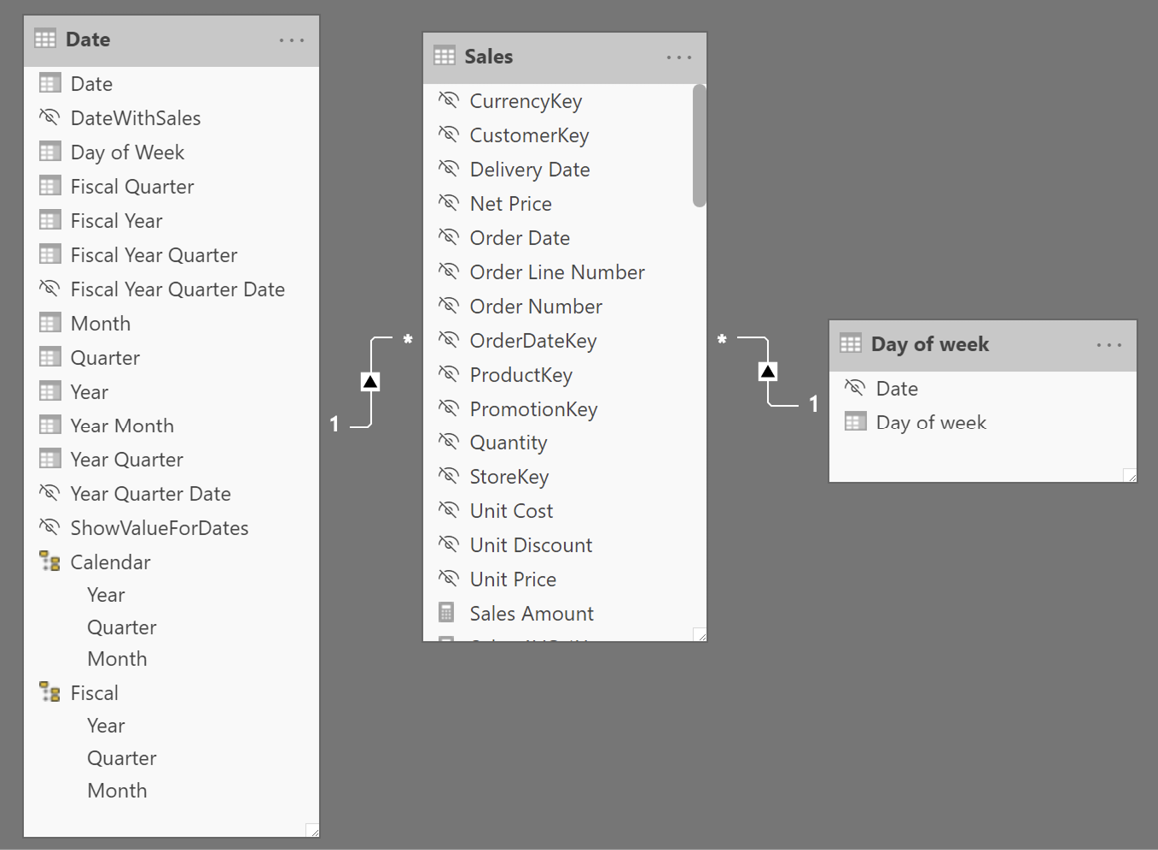 Date
...
Date
DateWithSales
Day of Week
Fiscal Quarter
Fiscal Year
Fiscal Year Quarter
Fiscal Year Quarter Date
Month
Quarter
Year
Year Month
Year Quarter
Year Quarter Date
ShowValueForDates
Calendar
Year
Quarter
Month
Fiscal
Year
Quarter
Month
1
*
Sales
...
CurrencyKey
CustomerKey
Delivery Date
Net Price
Order Date
Order Line Number
Order Number
OrderDateKey
ProductKey
PromotionKey
Quantity
StoreKey
Unit Cost
Unit Discount
Unit Price
Sales Amount
*
1
Day of week
...
Date
Day of week